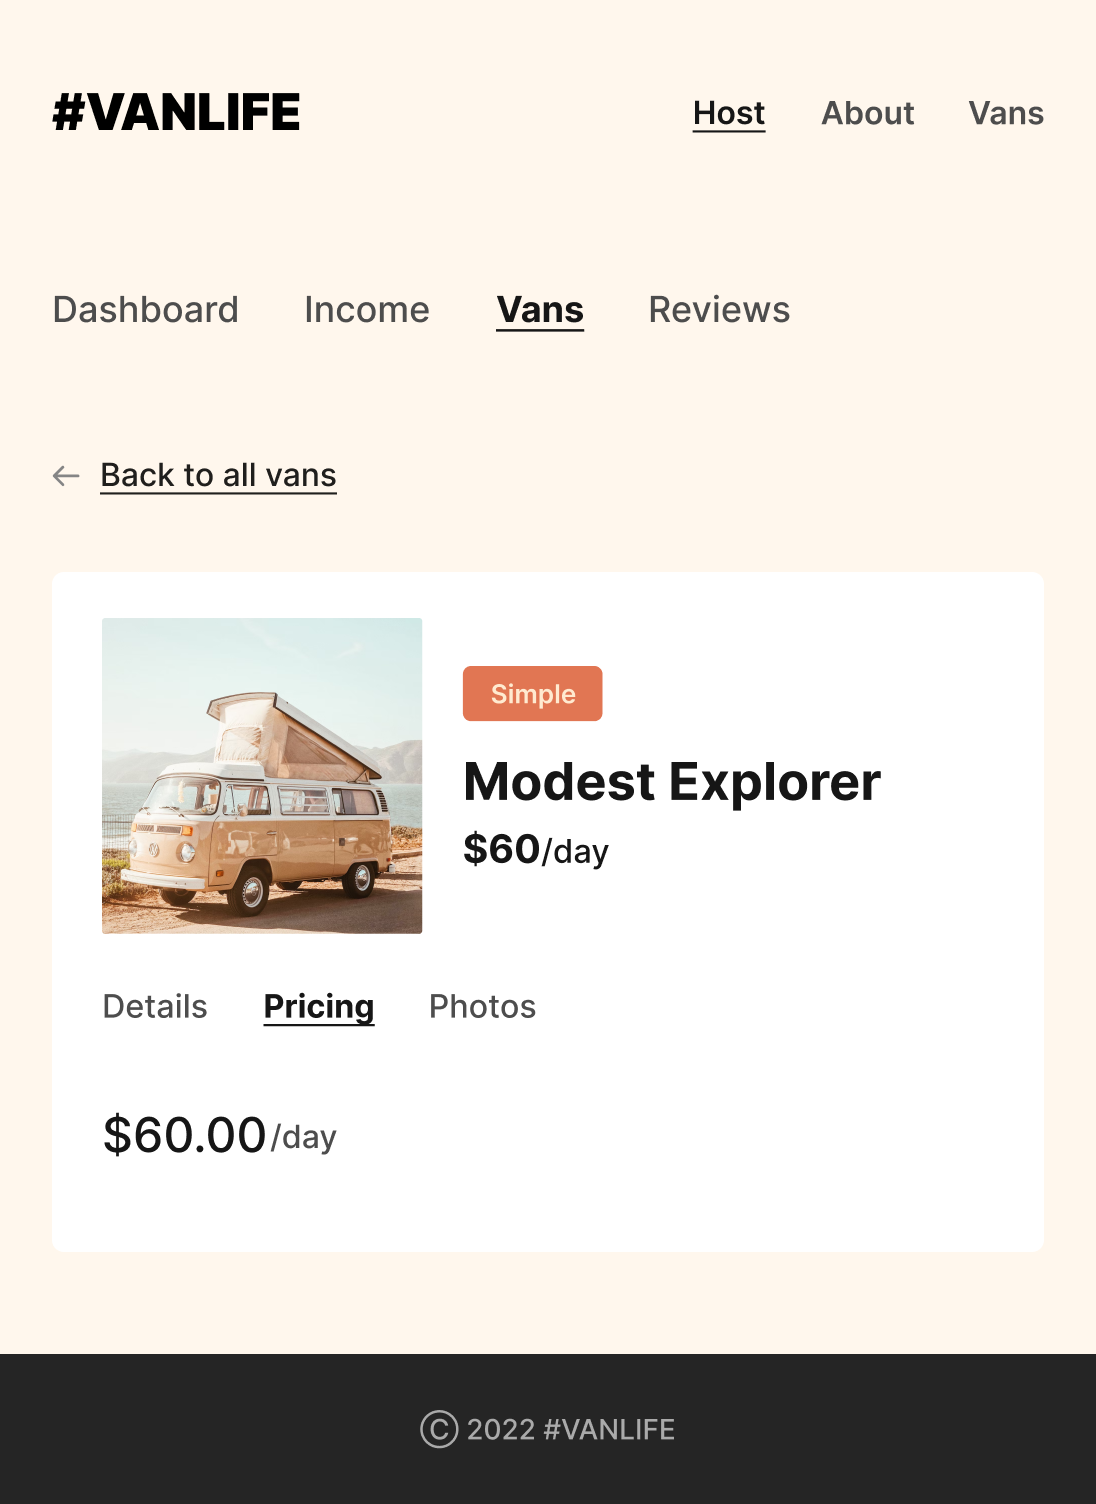 #VANLIFE
Host About Vans
Dashboard Income Vans Reviews
← Back to all vans
Simple
Modest Explorer
$60/day
Details Pricing Photos
$60.00/day
Ⓒ 2022 #VANLIFE